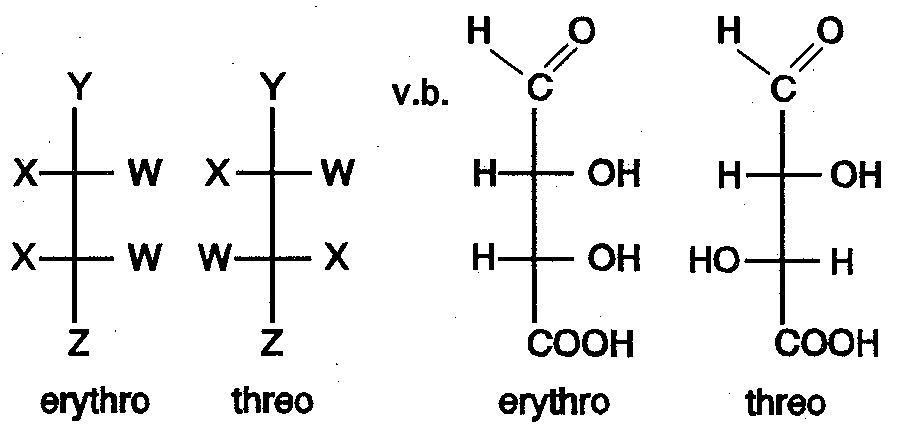 H O H O
Y Y v.b. C C
X W X W H OH H OH
X W W X H OH HO H
Z Z COOH COOH
erythro threo erythro threo